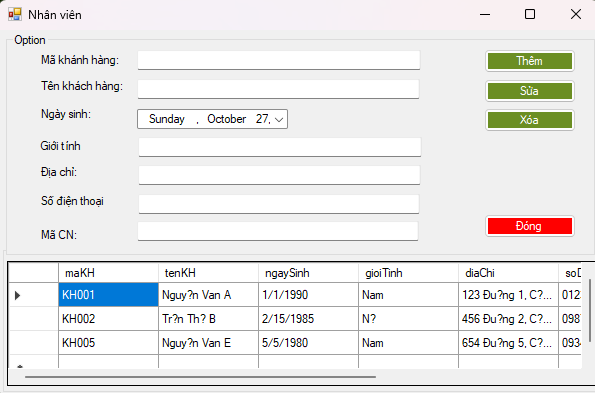 Nhân viên
Option
Mã khánh hàng:
Thêm
Tên khách hàng:
Sửa
Ngày sinh:
Sunday , October 27,
Xóa
Giới tính
Địa chỉ:
Số điện thoại
Đóng
Mã CN:
maKH tenKH ngaySinh gioiTinh diaChi soD
KH001 Nguy?n Van A 1/1/1990 Nam 123 Đu?ng 1, C?... 0123
KH002 Tr?n Th? B 2/15/1985 N? 456 Đu?ng 2, C?... 098
KH005 Nguy?n Van E 5/5/1980 Nam 654 Đu?ng 5, C?... 0934